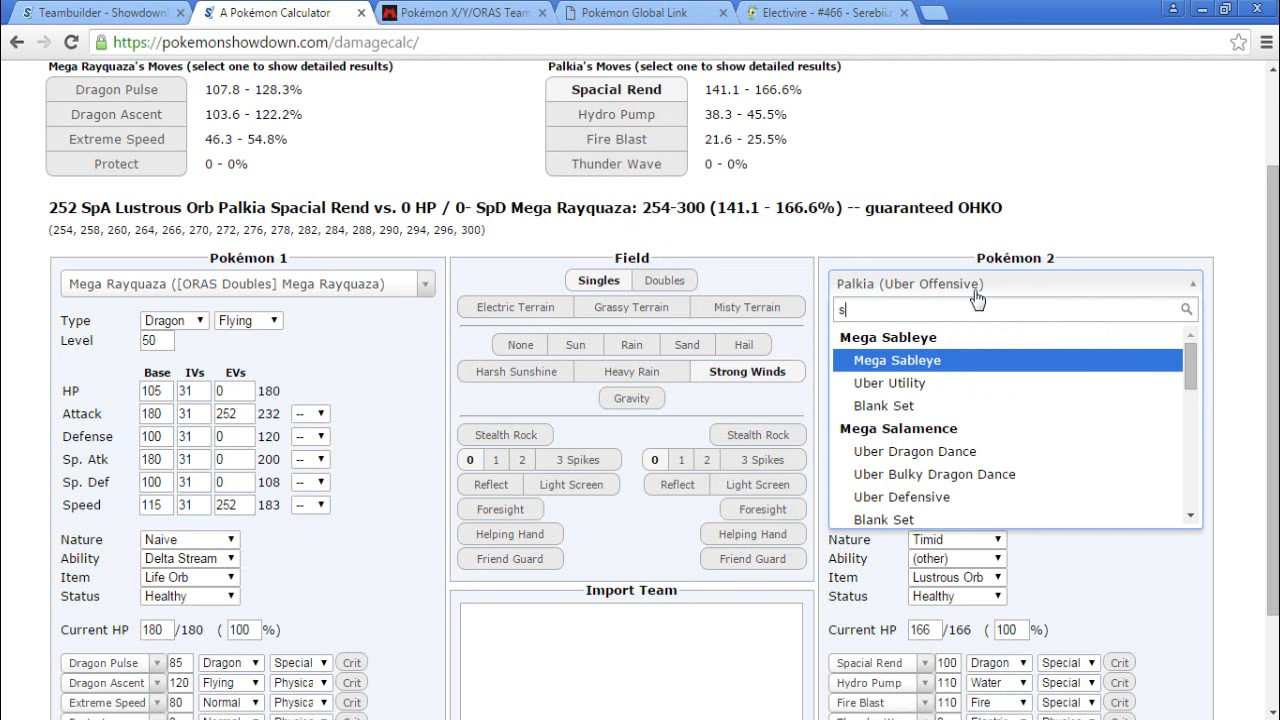 Teambuilder - Showdown! × A Pokémon Calculator × Pokémon X/Y/ORAS Team × Pokémon Global Link × Electivire - #466 - Serebii. ×
https://pokemonshowdown.com/damagecalc/
Mega Rayquaza's Moves (select one to show detailed results) Palkia's Moves (select one to show detailed results)
Dragon Pulse 107.8 - 128.3% Spacial Rend 141.1 - 166.6%
Dragon Ascent 103.6 - 122.2% Hydro Pump 38.3 - 45.5%
Extreme Speed 46.3 - 54.8% Fire Blast 21.6 - 25.5%
Protect 0 - 0% Thunder Wave 0 - 0%
252 SpA Lustrous Orb Palkia Spacial Rend vs. 0 HP / 0- SpD Mega Rayquaza: 254-300 (141.1 - 166.6%) -- guaranteed OHKO
(254, 258, 260, 264, 266, 270, 272, 276, 278, 282, 284, 288, 290, 294, 296, 300)
Pokémon 1
Mega Rayquaza ([ORAS Doubles] Mega Rayquaza)
Type Dragon Flying
Level 50
Base IVs EVs
HP 105 31 0 180
Attack 180 31 252 232 --
Defense 100 31 0 120 --
Sp. Atk 180 31 0 200 --
Sp. Def 100 31 0 108 --
Speed 115 31 252 183 --
Nature Naive
Ability Delta Stream
Item Life Orb
Status Healthy
Current HP 180 /180 ( 100 %)
Dragon Pulse 85 Dragon Special Crit
Dragon Ascent 120 Flying Physica Crit
Extreme Speed 80 Normal Physica Crit
Field
Singles Doubles
Electric Terrain Grassy Terrain Misty Terrain
None Sun Rain Sand Hail
Harsh Sunshine Heavy Rain Strong Winds
Gravity
Stealth Rock Stealth Rock
0 1 2 3 Spikes 0 1 2 3 Spikes
Reflect Light Screen Reflect Light Screen
Foresight Foresight
Helping Hand Helping Hand
Friend Guard Friend Guard
Import Team
Pokémon 2
Palkia (Uber Offensive)
s
Mega Sableye
Mega Sableye
Uber Utility
Blank Set
Mega Salamence
Uber Dragon Dance
Uber Bulky Dragon Dance
Uber Defensive
Blank Set
Nature Timid
Ability (other)
Item Lustrous Orb
Status Healthy
Current HP 166 /166 ( 100 %)
Spacial Rend 100 Dragon Special Crit
Hydro Pump 110 Water Special Crit
Fire Blast 110 Fire Special Crit